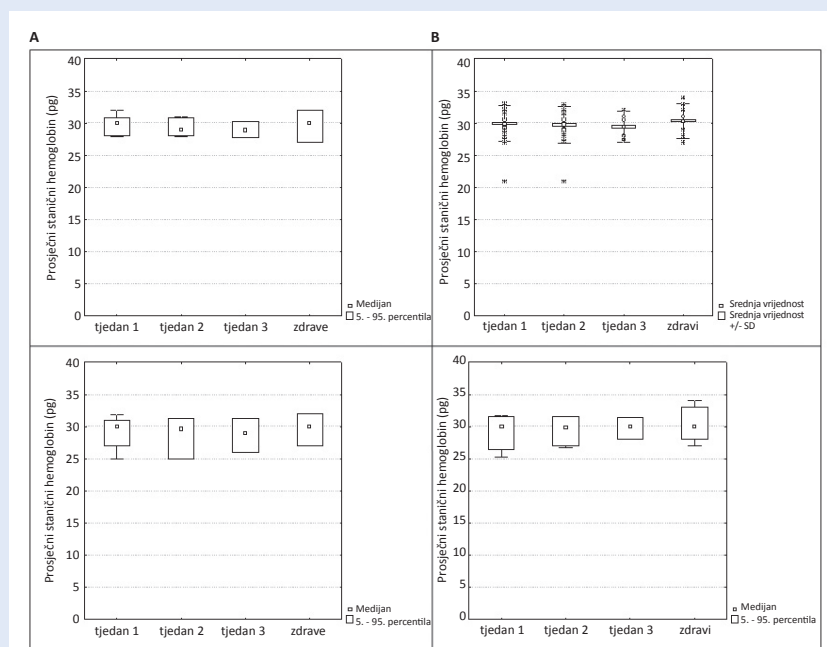 A
B
Prosječni stanični hemoglobin (pg)
40
35
30
25
20
15
10
5
0
tjedan 1 tjedan 2 tjedan 3 zdrave
Medijan
5. - 95. percentila
Prosječni stanični hemoglobin (pg)
40
35
30
25
20
15
10
5
0
tjedan 1 tjedan 2 tjedan 3 zdravi
Srednja vrijednost
Srednja vrijednost
+/- SD
Prosječni stanični hemoglobin (pg)
40
35
30
25
20
15
10
5
0
tjedan 1 tjedan 2 tjedan 3 zdrave
Medijan
5. - 95. percentila
Prosječni stanični hemoglobin (pg)
40
35
30
25
20
15
10
5
0
tjedan 1 tjedan 2 tjedan 3 zdravi
Medijan
5. - 95. percentila